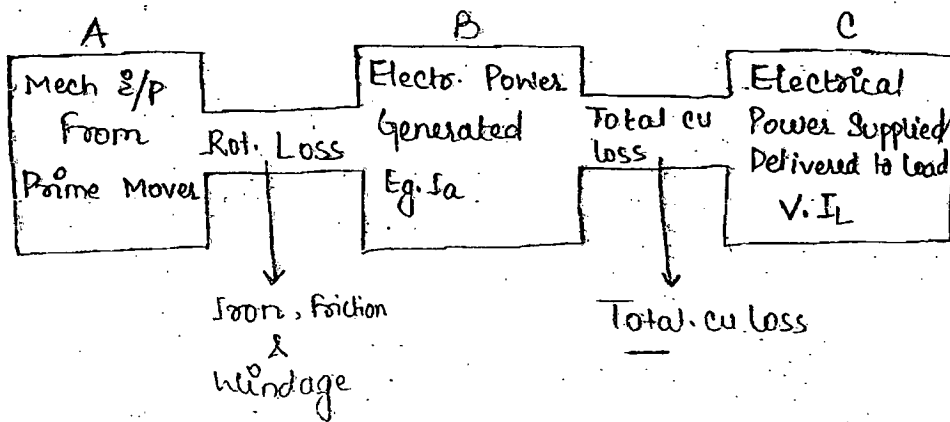 A
Mech i/p
From
Prime Mover
Rot. Loss
Iron, friction
&
Windage
B
Electr. Power
Generated
Eg. Ia
Total cu
loss
Total. cu loss
C
Electrical
Power Supplied/
Delivered to load
V. IL